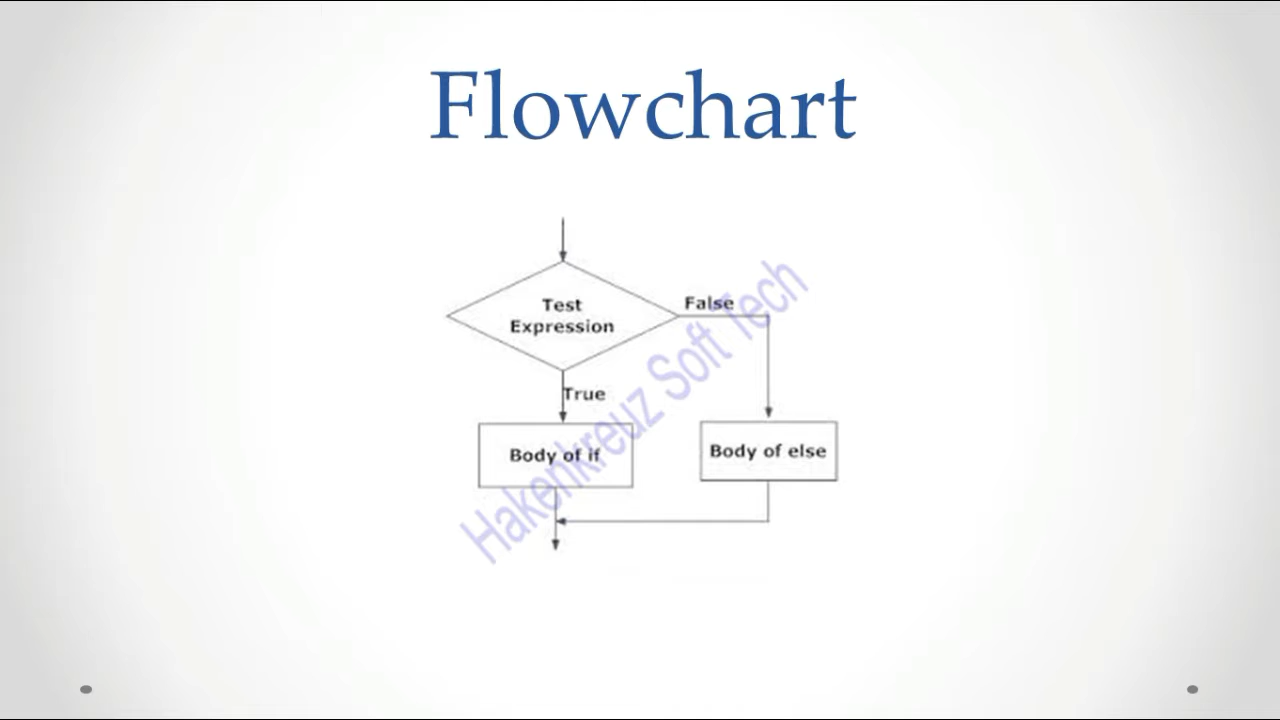 Flowchart
Test
Expression
False
True
Body of if
Body of else
Hakenkreuz Soft Tech